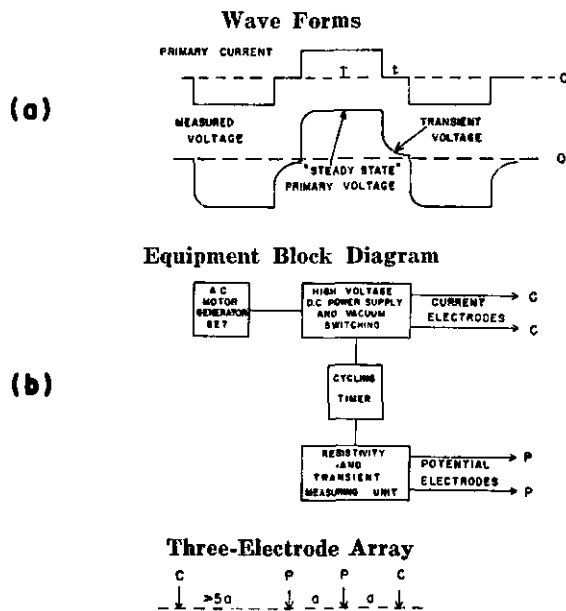 Wave Forms
PRIMARY CURRENT
T
t
O
(a)
MEASURED VOLTAGE
TRANSIENT VOLTAGE
O
"STEADY STATE"
PRIMARY VOLTAGE
Equipment Block Diagram
A C
MOTOR
GENERATOR
SET
HIGH VOLTAGE
D.C POWER SUPPLY
AND VACUUM
SWITCHING
C
CURRENT
ELECTRODES
C
(b)
CYCLING
TIMER
RESISTIVITY
AND
TRANSIENT
MEASURING UNIT
P
POTENTIAL
ELECTRODES
P
Three-Electrode Array
C P P C
>5a a a